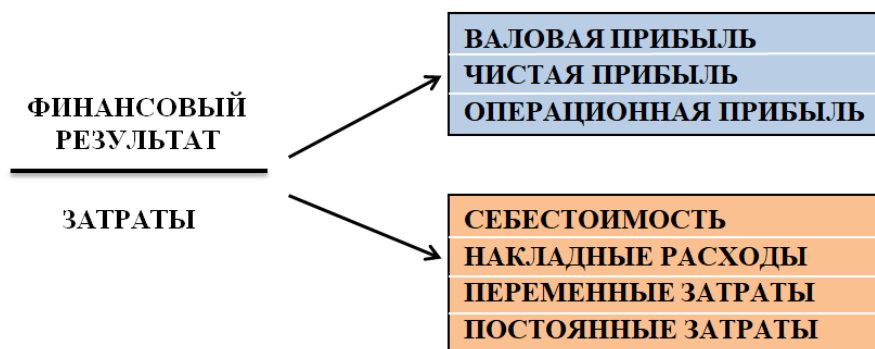 ФИНАНСОВЫЙ
РЕЗУЛЬТАТ
ЗАТРАТЫ
ВАЛОВАЯ ПРИБЫЛЬ
ЧИСТАЯ ПРИБЫЛЬ
ОПЕРАЦИОННАЯ ПРИБЫЛЬ
СЕБЕСТОИМОСТЬ
НАКЛАДНЫЕ РАСХОДЫ
ПЕРЕМЕННЫЕ ЗАТРАТЫ
ПОСТОЯННЫЕ ЗАТРАТЫ